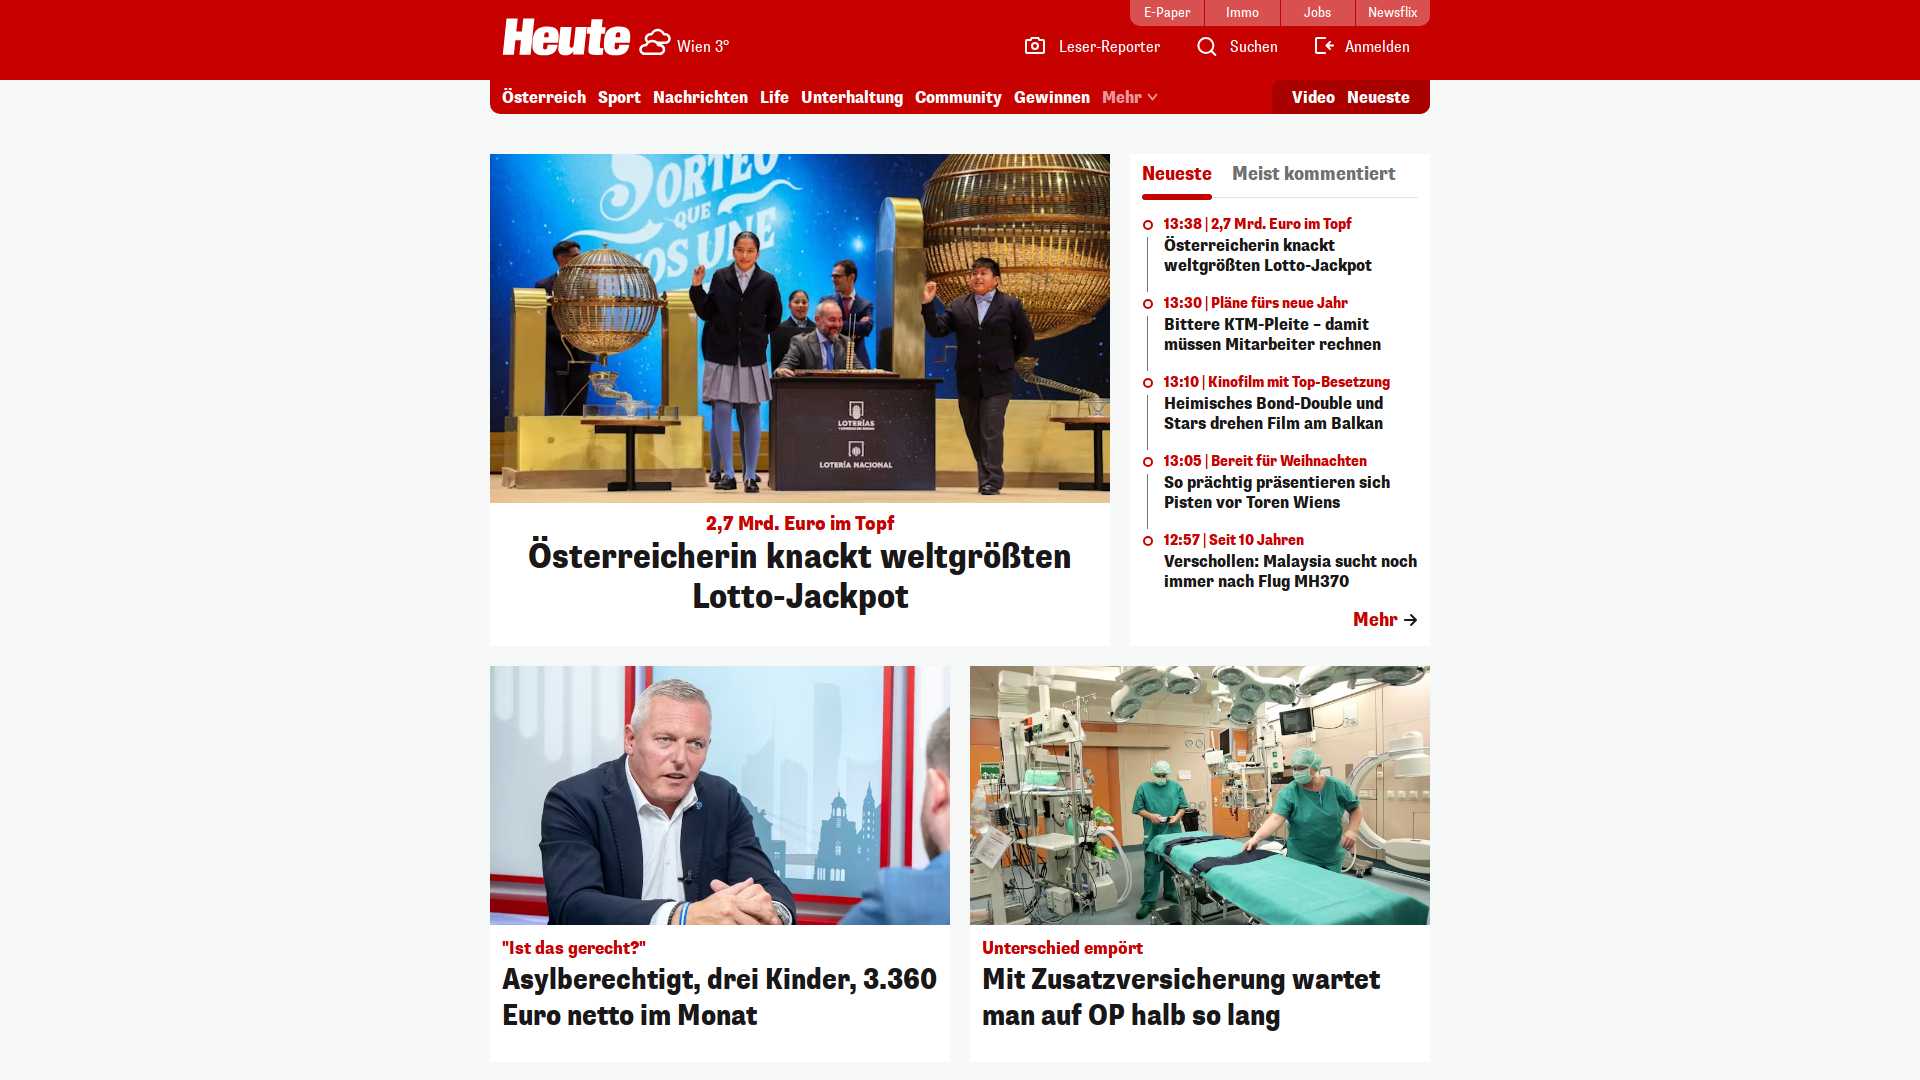 E-Paper
Immo
Jobs
Newsflix
Heute
Wien 3°
Leser-Reporter
Suchen
Anmelden
Österreich
Sport
Nachrichten
Life
Unterhaltung
Community
Gewinnen
Mehr
Video
Neueste
SORTEO
QUE
NOS UNE
LOTERÍAS
LOTERÍA NACIONAL
2,7 Mrd. Euro im Topf
Österreicherin knackt weltgrößten
Lotto-Jackpot
Neueste
Meist kommentiert
13:38 | 2,7 Mrd. Euro im Topf
Österreicherin knackt
weltgrößten Lotto-Jackpot
13:30 | Pläne fürs neue Jahr
Bittere KTM-Pleite – damit
müssen Mitarbeiter rechnen
13:10 | Kinofilm mit Top-Besetzung
Heimisches Bond-Double und
Stars drehen Film am Balkan
13:05 | Bereit für Weihnachten
So prächtig präsentieren sich
Pisten vor Toren Wiens
12:57 | Seit 10 Jahren
Verschollen: Malaysia sucht noch
immer nach Flug MH370
Mehr
"Ist das gerecht?"
Asylberechtigt, drei Kinder, 3.360
Euro netto im Monat
Unterschied empört
Mit Zusatzversicherung wartet
man auf OP halb so lang